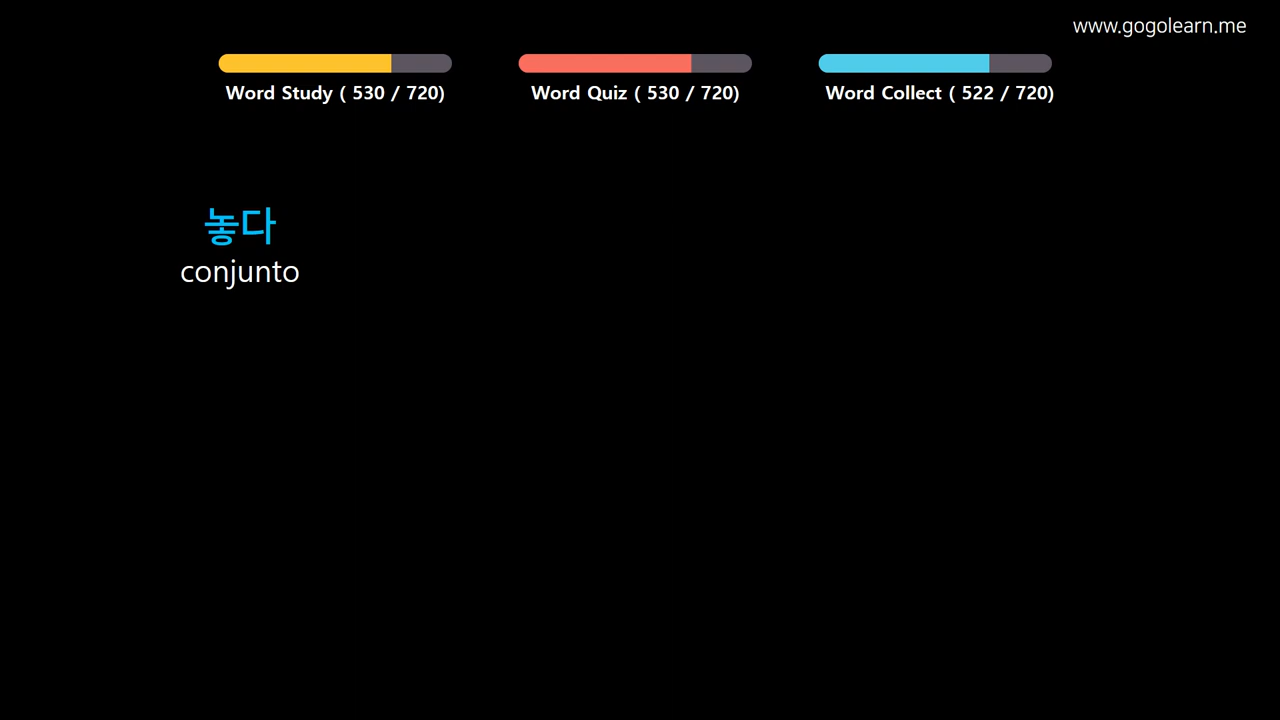 www.gogolearn.me
Word Study ( 530 / 720)
Word Quiz ( 530 / 720)
Word Collect ( 522 / 720)
놓다
conjunto